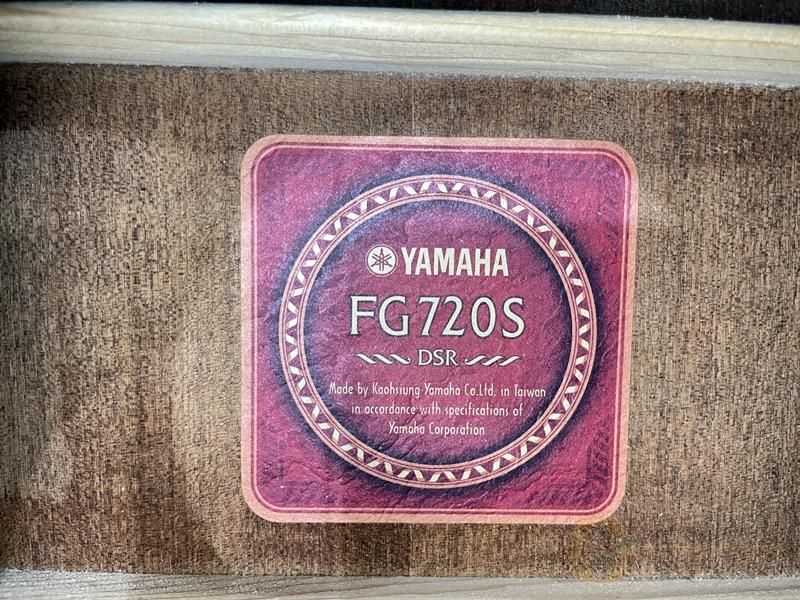 YAMAHA
FG720S
DSR
Made by Kaohsiung Yamaha Co.Ltd. in Taiwan
in accordance with specifications of
Yamaha Corporation